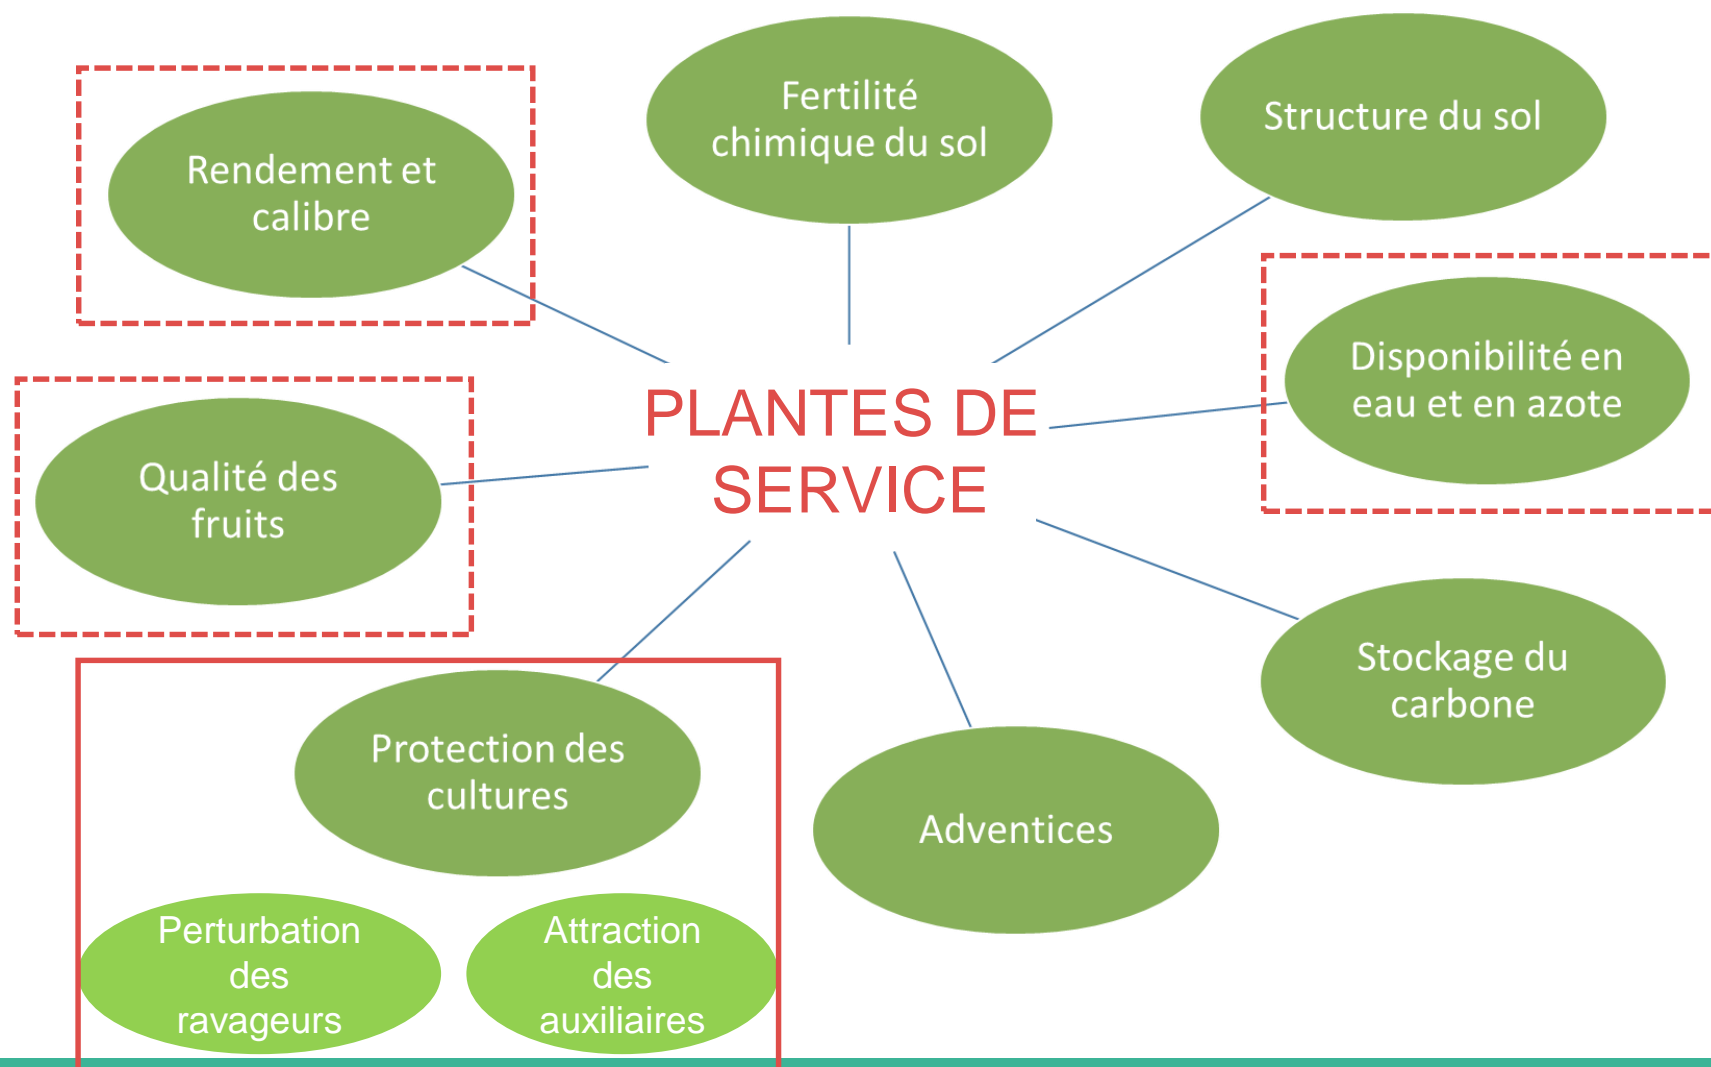 Fertilité
chimique du sol
Structure du sol
Rendement et
calibre
Disponibilité en
eau et en azote
PLANTES DE
SERVICE
Qualité des
fruits
Stockage du
carbone
Protection des
cultures
Adventices
Perturbation
des
ravageurs
Attraction
des
auxiliaires